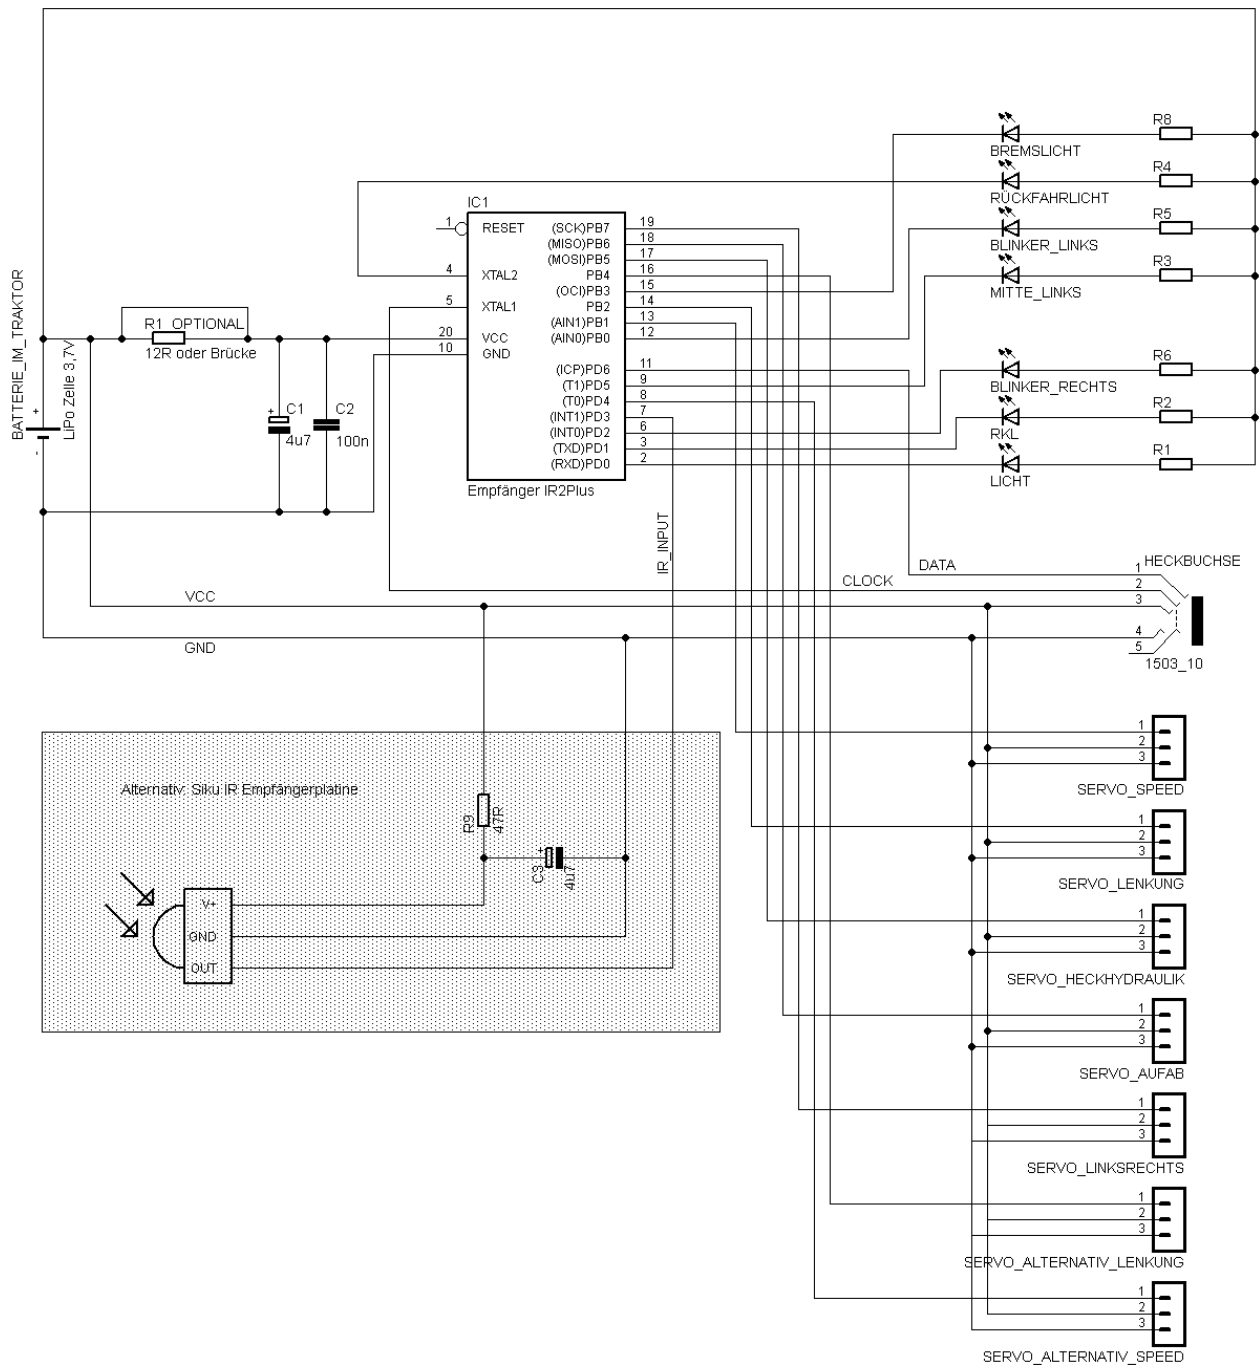 R8
BREMSLICHT
R4
RÜCKFAHRLICHT
R5
BLINKER_LINKS
R3
MITTE_LINKS
R6
BLINKER_RECHTS
R2
RKL
R1
LICHT
IC1
1 RESET
4 XTAL2
5 XTAL1
20 VCC
10 GND
(SCK)PB7 19
(MISO)PB6 18
(MOSI)PB5 17
PB4 16
(OCI)PB3 15
PB2 14
(AIN1)PB1 13
(AIN0)PB0 12
(ICP)PD6 11
(T1)PD5 9
(T0)PD4 8
(INT1)PD3 7
(INT0)PD2 6
(TXD)PD1 3
(RXD)PD0 2
Empfänger IR2Plus
BATTERIE_IM_TRAKTOR
LiPo Zelle 3,7V
+
-
R1 OPTIONAL
12R oder Brücke
+
C1
4u7
C2
100n
IR_INPUT
DATA
CLOCK
VCC
GND
HECKBUCHSE
1
2
3
4
5
1503_10
Alternativ: Siku IR Empfängerplatine
R9
47R
+
C3
4u7
V+
GND
OUT
1
2
3
SERVO_SPEED
1
2
3
SERVO_LENKUNG
1
2
3
SERVO_HECKHYDRAULIK
1
2
3
SERVO_AUFAB
1
2
3
SERVO_LINKSRECHTS
1
2
3
SERVO_ALTERNATIV_LENKUNG
1
2
3
SERVO_ALTERNATIV_SPEED